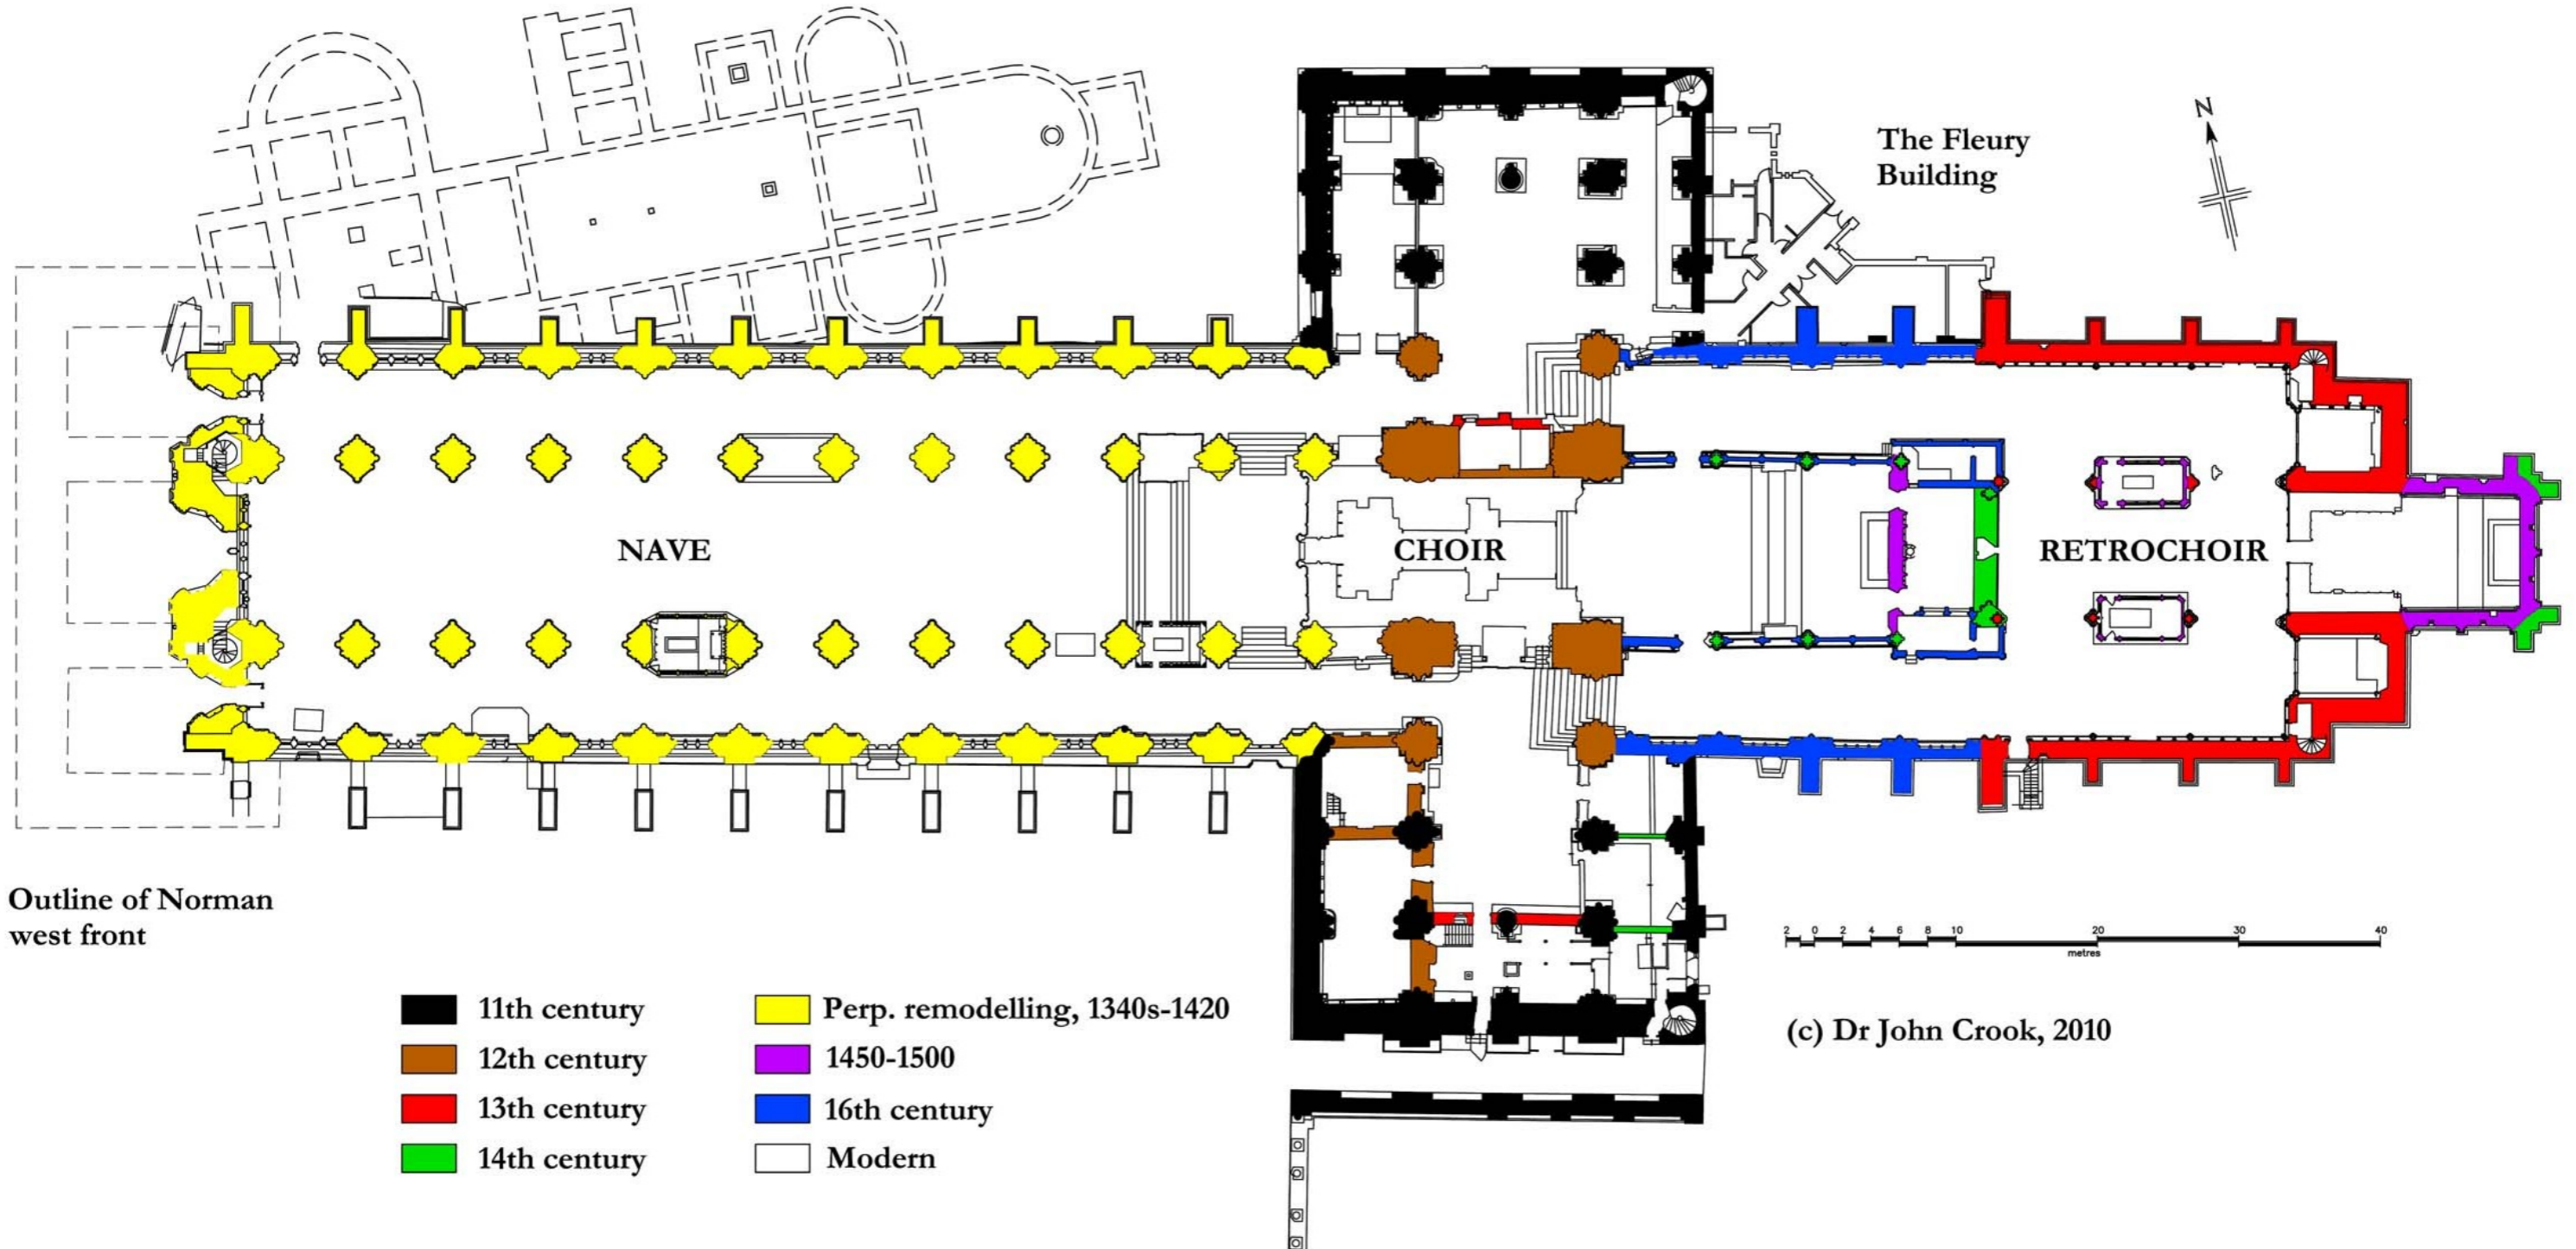 N
The Fleury
Building
NAVE
CHOIR
RETROCHOIR
Outline of Norman
west front
2 0 2 4 6 8 10 20 30 40
metres
11th century
12th century
13th century
14th century
Perp. remodelling, 1340s-1420
1450-1500
16th century
Modern
(c) Dr John Crook, 2010